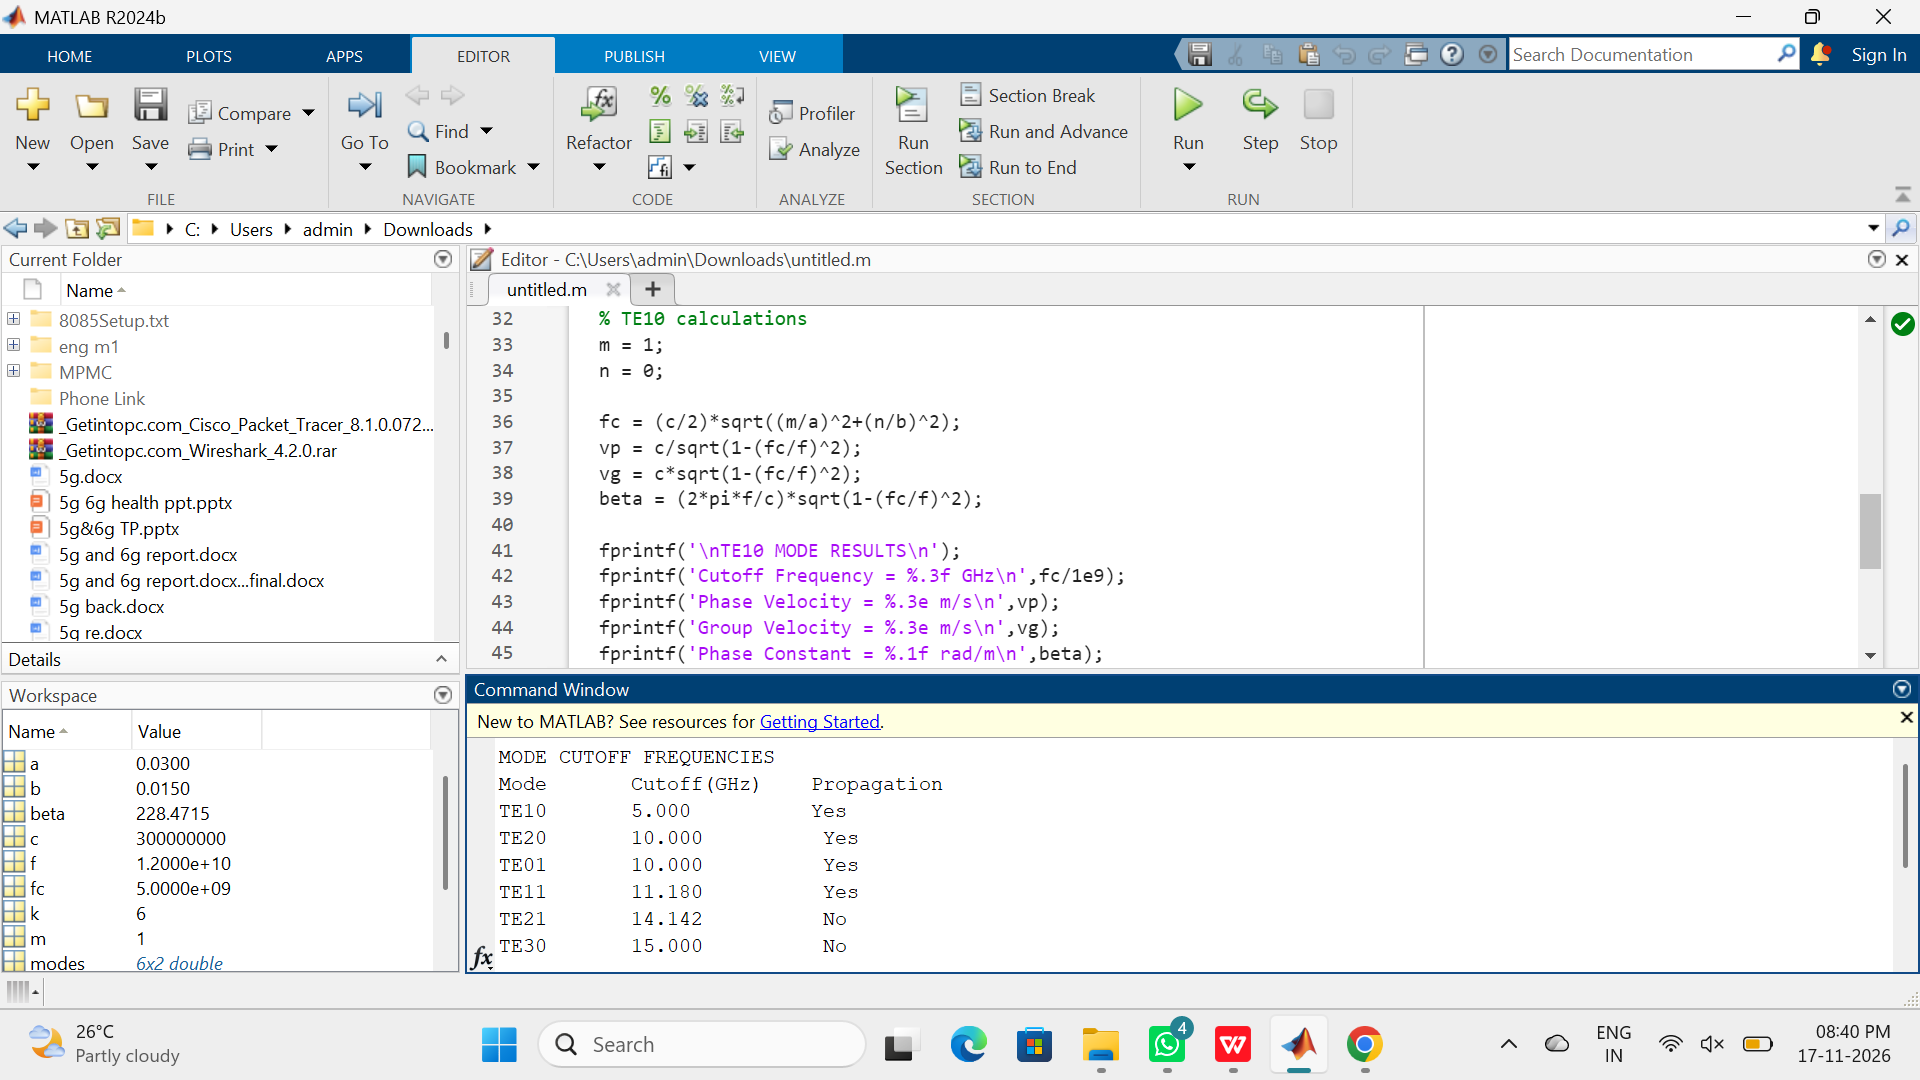 MATLAB R2024b
HOME PLOTS APPS EDITOR PUBLISH VIEW
Search Documentation
Sign In
New
Open
Save
Compare
Print
FILE
Go To
Find
Bookmark
NAVIGATE
Refactor
CODE
Profiler
Analyze
ANALYZE
Run Section
Section Break
Run and Advance
Run to End
SECTION
Run
Step
Stop
RUN
C: Users admin Downloads
Current Folder
Name
8085Setup.txt
eng m1
MPMC
Phone Link
_Getintopc.com_Cisco_Packet_Tracer_8.1.0.072...
_Getintopc.com_Wireshark_4.2.0.rar
5g.docx
5g 6g health ppt.pptx
5g&6g TP.pptx
5g and 6g report.docx
5g and 6g report.docx...final.docx
5g back.docx
5g re.docx
Details
Workspace
Name Value
a 0.0300
b 0.0150
beta 228.4715
c 300000000
f 1.2000e+10
fc 5.0000e+09
k 6
m 1
modes 6x2 double
Editor - C:\Users\admin\Downloads\untitled.m
untitled.m
32 % TE10 calculations
33 m = 1;
34 n = 0;
35
36 fc = (c/2)*sqrt((m/a)^2+(n/b)^2);
37 vp = c/sqrt(1-(fc/f)^2);
38 vg = c*sqrt(1-(fc/f)^2);
39 beta = (2*pi*f/c)*sqrt(1-(fc/f)^2);
40
41 fprintf('\nTE10 MODE RESULTS\n');
42 fprintf('Cutoff Frequency = %.3f GHz\n',fc/1e9);
43 fprintf('Phase Velocity = %.3e m/s\n',vp);
44 fprintf('Group Velocity = %.3e m/s\n',vg);
45 fprintf('Phase Constant = %.1f rad/m\n',beta);
Command Window
New to MATLAB? See resources for Getting Started.
MODE CUTOFF FREQUENCIES
Mode Cutoff(GHz) Propagation
TE10 5.000 Yes
TE20 10.000 Yes
TE01 10.000 Yes
TE11 11.180 Yes
TE21 14.142 No
TE30 15.000 No
fx
26°C
Partly cloudy
Search
4
ENG
IN
08:40 PM
17-11-2026